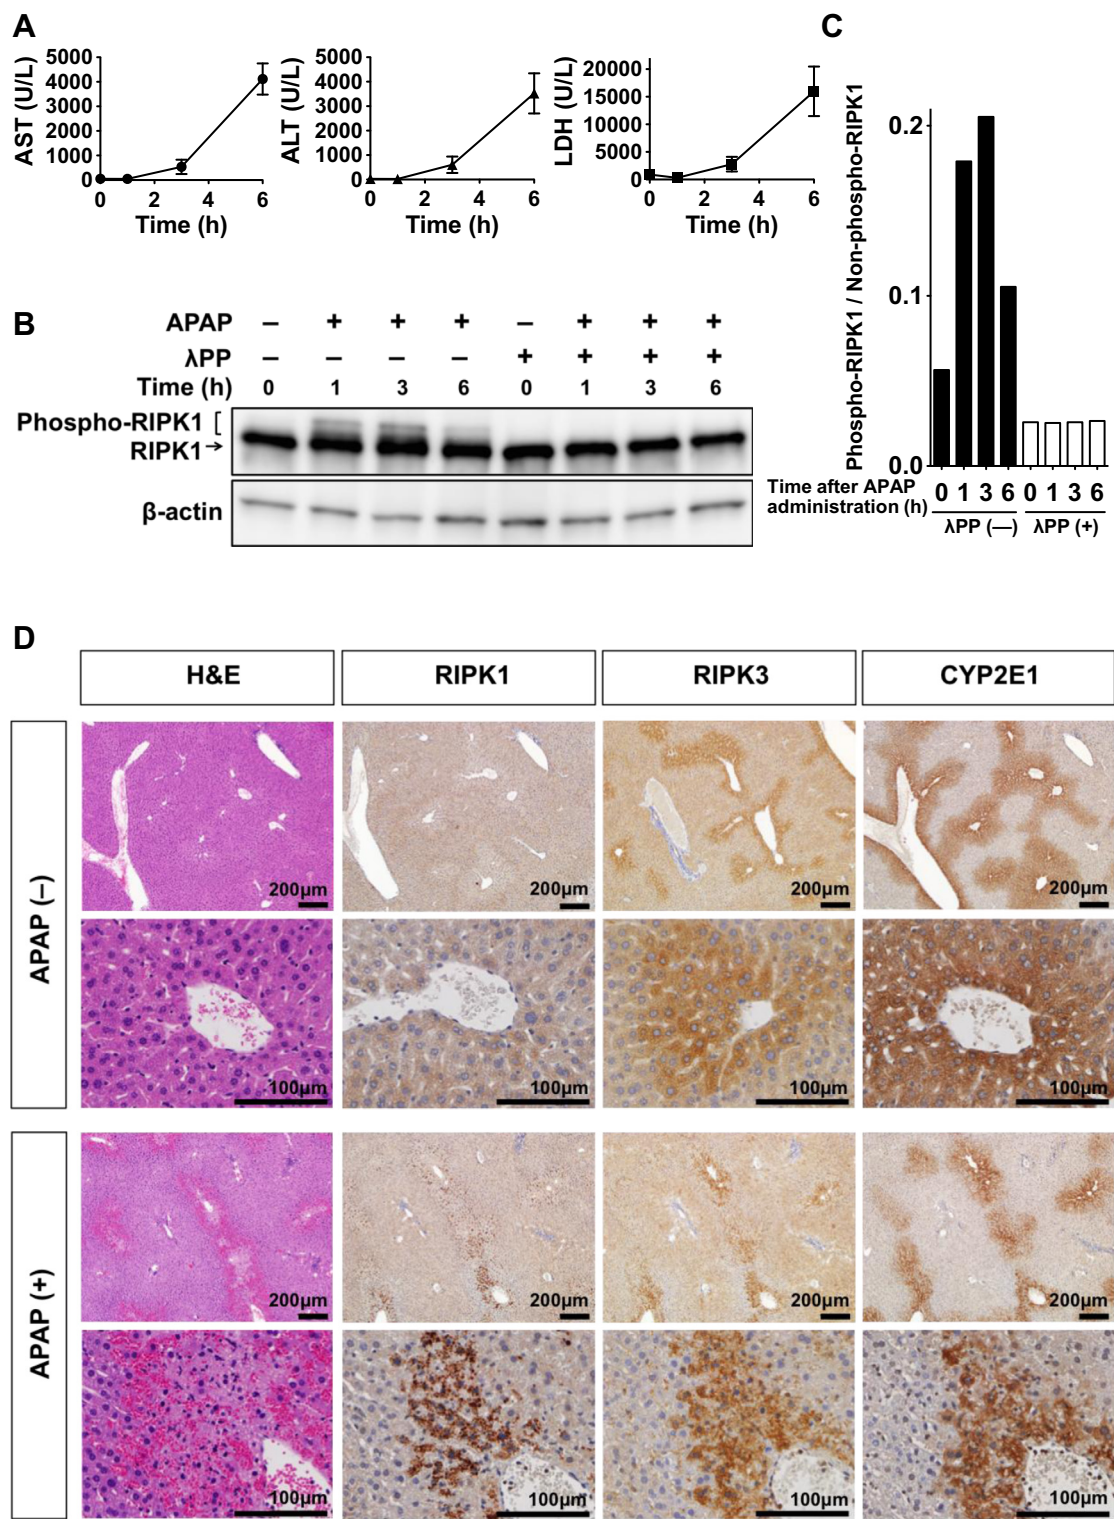 A
AST (U/L)
5000
4000
3000
2000
1000
0
0 2 4 6
Time (h)
ALT (U/L)
5000
4000
3000
2000
1000
0
0 2 4 6
Time (h)
LDH (U/L)
20000
15000
10000
5000
0
0 2 4 6
Time (h)
B
APAP – + + + – + + +
λPP – – – – + + + +
Time (h) 0 1 3 6 0 1 3 6
Phospho-RIPK1 [
RIPK1→
β-actin
C
Phospho-RIPK1 / Non-phospho-RIPK1
0.2
0.1
0.0
Time after APAP
administration (h)
0 1 3 6 0 1 3 6
λPP (—) λPP (+)
D
H&E RIPK1 RIPK3 CYP2E1
APAP (–)
200μm 200μm 200μm 200μm
100μm 100μm 100μm 100μm
APAP (+)
200μm 200μm 200μm 200μm
100μm 100μm 100μm 100μm